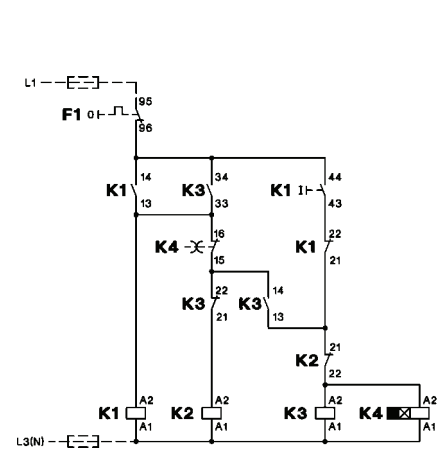 L1
95
F1 0
96
14 34 44
K1 K3 K1 I
13 33 43
16 22
K4 K1
15 21
22 14
K3 K3
21 13
21
K2
22
A2 A2 A2 A2
K1 K2 K3 K4
A1 A1 A1 A1
L3(N)